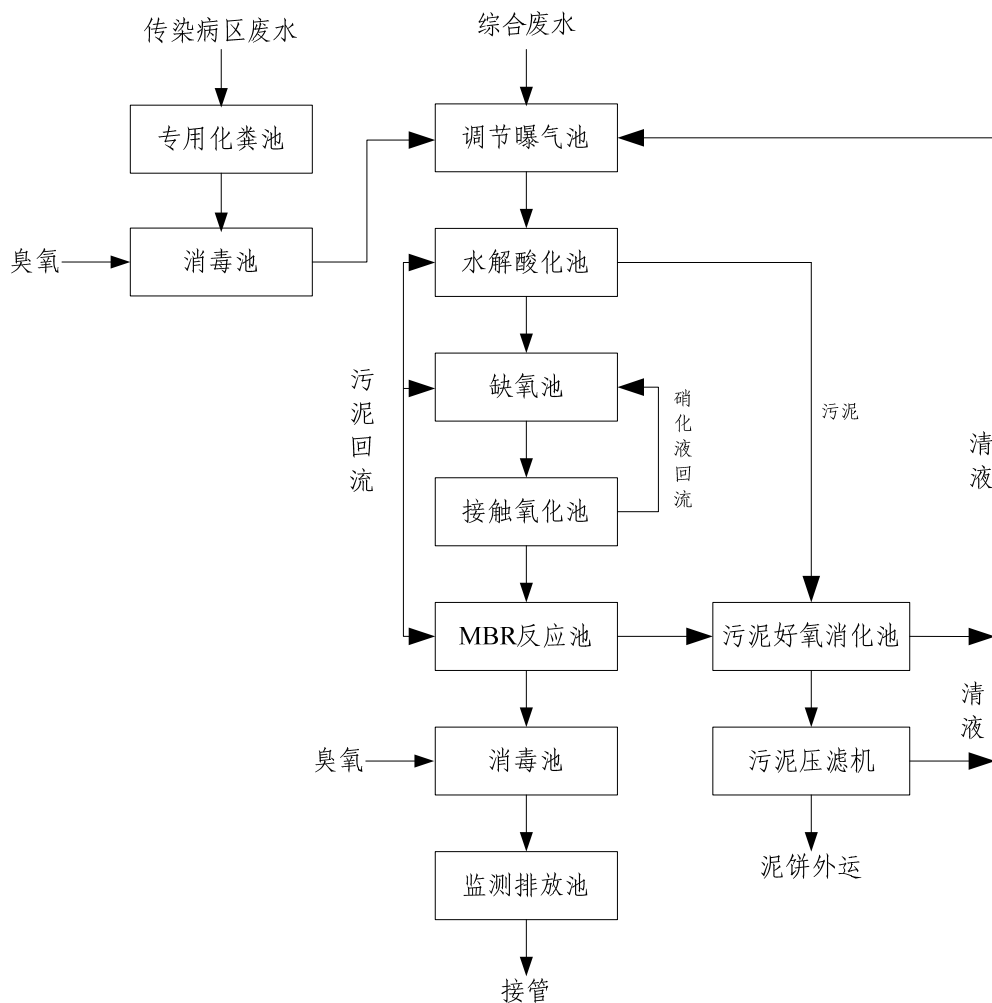 传染病区废水
综合废水
专用化粪池
调节曝气池
臭氧
消毒池
水解酸化池
污泥回流
缺氧池
硝化液回流
污泥
清液
接触氧化池
MBR反应池
污泥好氧消化池
清液
臭氧
消毒池
污泥压滤机
监测排放池
泥饼外运
接管